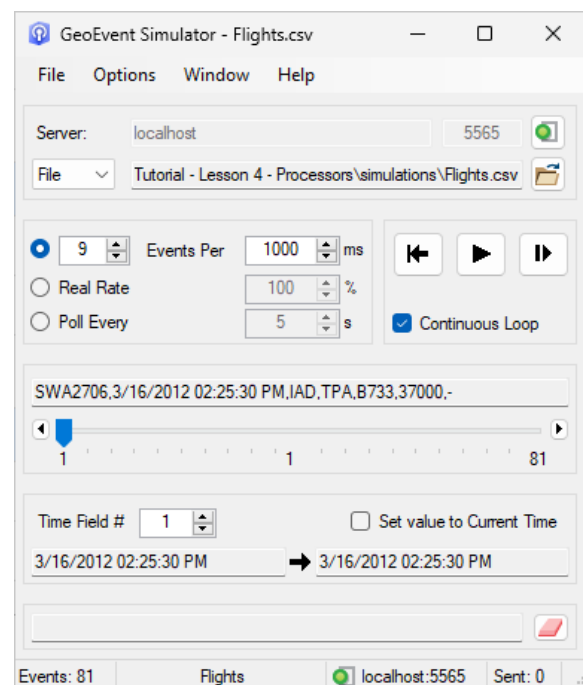 GeoEvent Simulator - Flights.csv
File Options Window Help
Server: localhost 5565
File Tutorial - Lesson 4 - Processors\simulations\Flights.csv
9 Events Per 1000 ms
Real Rate 100 %
Poll Every 5 s
Continuous Loop
SWA2706,3/16/2012 02:25:30 PM,IAD,TPA,B733,37000,-
1 1 81
Time Field # 1 Set value to Current Time
3/16/2012 02:25:30 PM 3/16/2012 02:25:30 PM
Events: 81 Flights localhost:5565 Sent: 0